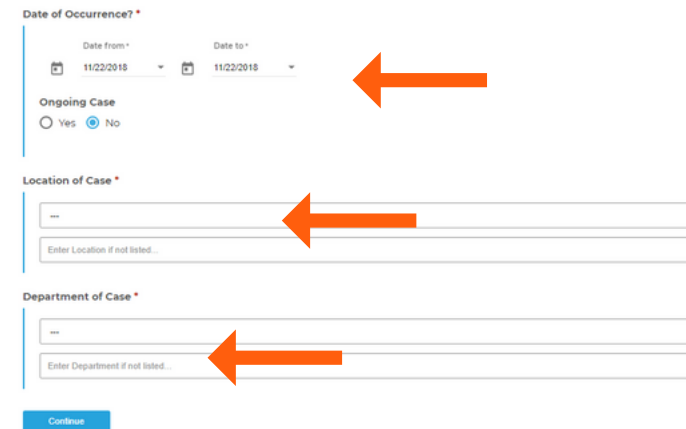 Date of Occurrence? *
Date from *
Date to *
11/22/2018
11/22/2018
Ongoing Case
Yes
No
Location of Case *
---
Enter Location if not listed...
Department of Case *
---
Enter Department if not listed...
Continue